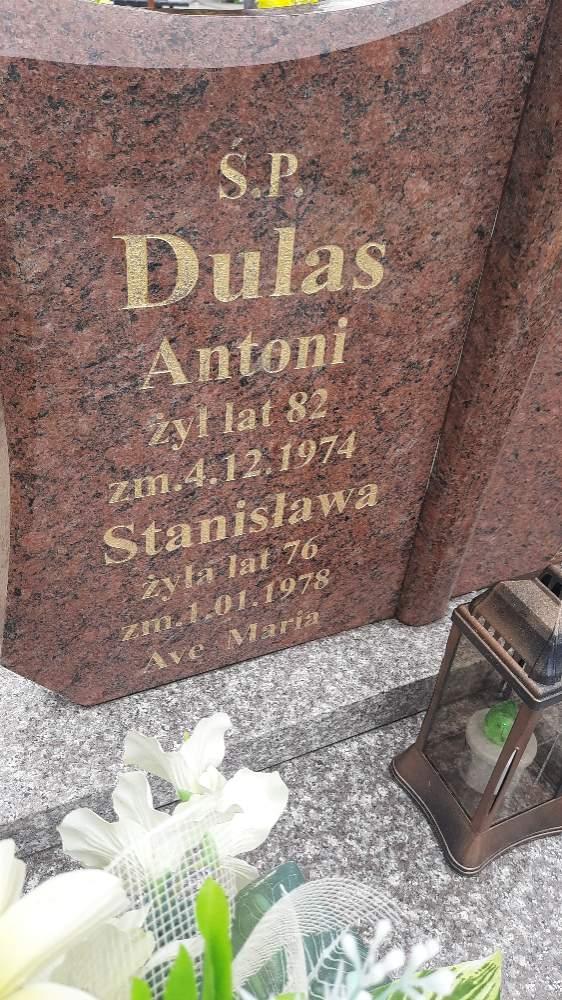 Ś.P.
Dulas
Antoni
żył lat 82
zm.4.12.1974
Stanisława
żyła lat 76
zm.1.01.1978
Ave Maria